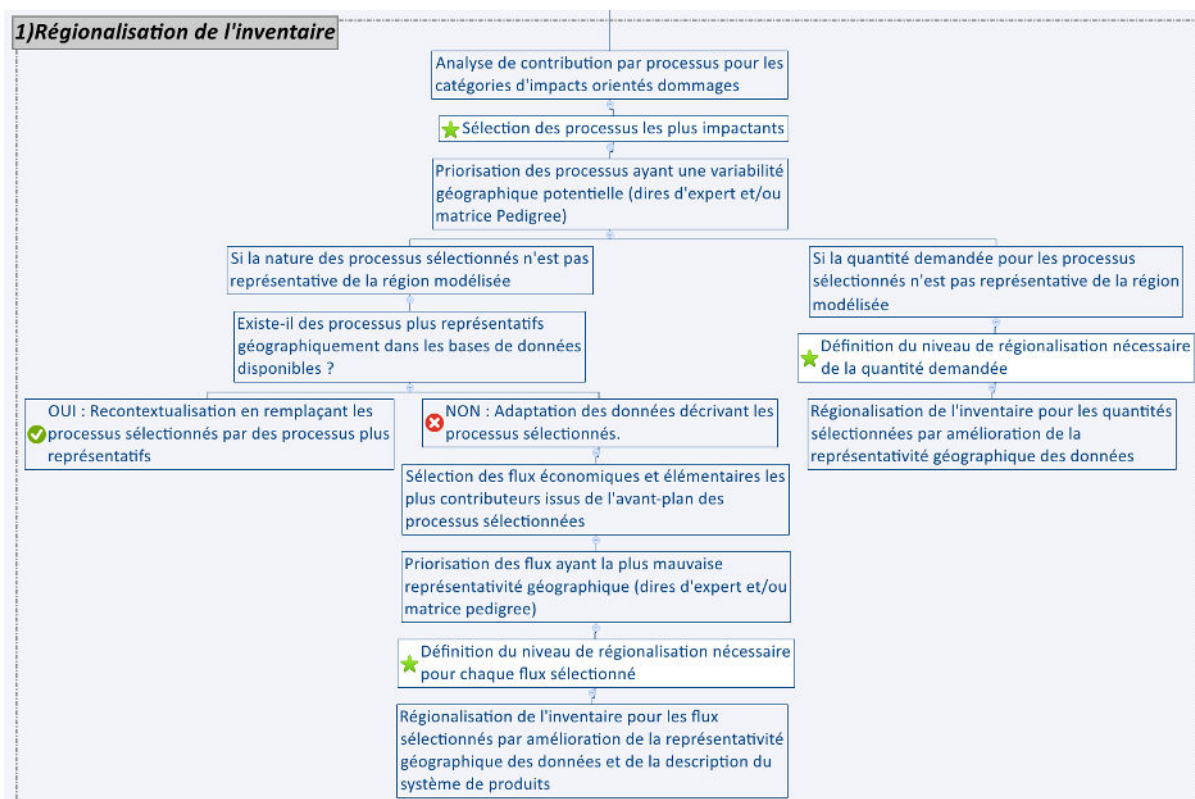 1)Régionalisation de l'inventaire
Analyse de contribution par processus pour les
catégories d'impacts orientés dommages
Sélection des processus les plus impactants
Priorisation des processus ayant une variabilité
géographique potentielle (dires d'expert et/ou
matrice Pedigree)
Si la nature des processus sélectionnés n'est pas
représentative de la région modélisée
Existe-il des processus plus représentatifs
géographiquement dans les bases de données
disponibles ?
OUI : Recontextualisation en remplaçant les
processus sélectionnés par des processus plus
représentatifs
NON : Adaptation des données décrivant les
processus sélectionnés.
Sélection des flux économiques et élémentaires les
plus contributeurs issus de l'avant-plan des
processus sélectionnées
Priorisation des flux ayant la plus mauvaise
représentativité géographique (dires d'expert et/ou
matrice pedigree)
Définition du niveau de régionalisation nécessaire
pour chaque flux sélectionné
Régionalisation de l'inventaire pour les flux
sélectionnés par amélioration de la représentativité
géographique des données et de la description du
système de produits
Si la quantité demandée pour les processus
sélectionnés n'est pas représentative de la région
modélisée
Définition du niveau de régionalisation nécessaire
de la quantité demandée
Régionalisation de l'inventaire pour les quantités
sélectionnées par amélioration de la
représentativité géographique des données